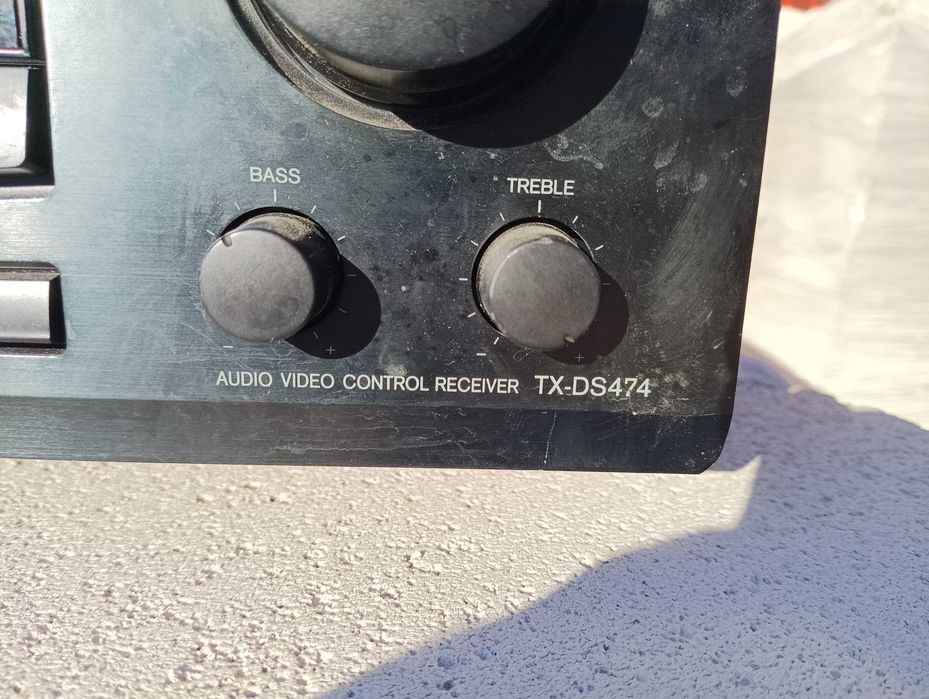 BASS
TREBLE
- +
- +
AUDIO VIDEO CONTROL RECEIVER TX-DS474